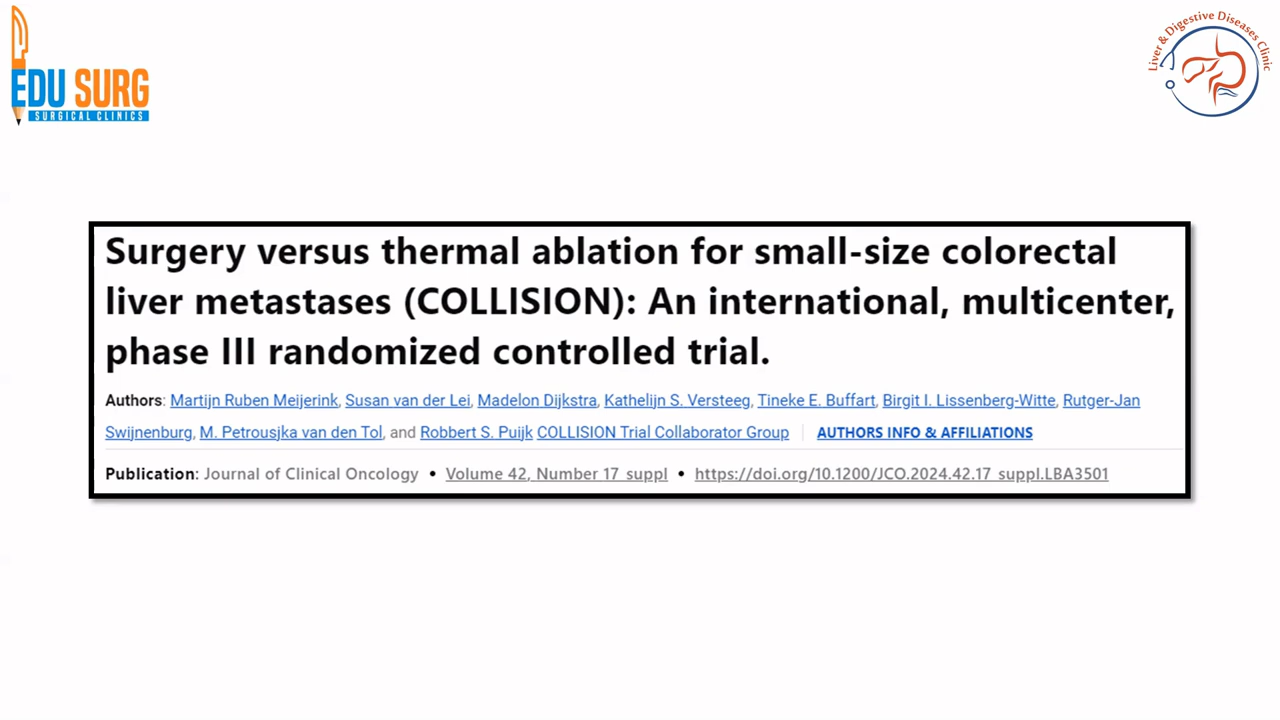 EDU SURG
SURGICAL CLINICS
Liver & Digestive Diseases Clinic
Surgery versus thermal ablation for small-size colorectal
liver metastases (COLLISION): An international, multicenter,
phase III randomized controlled trial.
Authors: Martijn Ruben Meijerink, Susan van der Lei, Madelon Dijkstra, Kathelijn S. Versteeg, Tineke E. Buffart, Birgit I. Lissenberg-Witte, Rutger-Jan
Swijnenburg, M. Petrousjka van den Tol, and Robbert S. Puijk COLLISION Trial Collaborator Group | AUTHORS INFO & AFFILIATIONS
Publication: Journal of Clinical Oncology • Volume 42, Number 17_suppl • https://doi.org/10.1200/JCO.2024.42.17_suppl.LBA3501